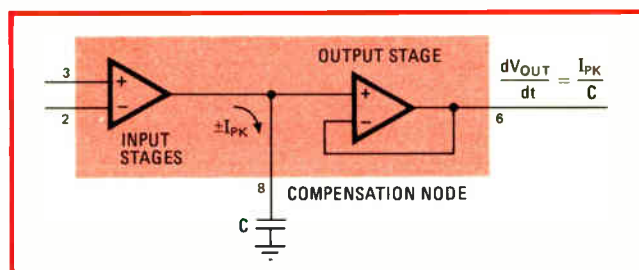 OUTPUT STAGE
3
+
−
2
INPUT
STAGES
±I_PK
+
−
dV_OUT/dt = I_PK/C
6
8
COMPENSATION NODE
C